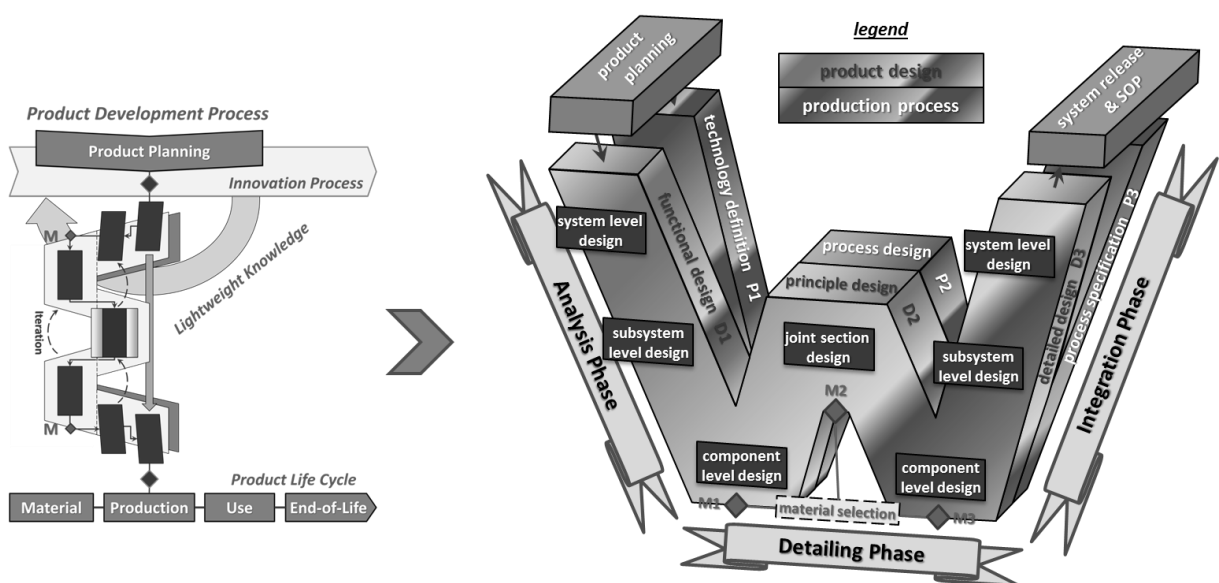 Product Development Process
Product Planning
Innovation Process
M
Lightweight Knowledge
Iteration
M
Product Life Cycle
Material
Production
Use
End-of-Life
legend
product design
production process
product
planning
technology
definition P1
functional design D1
system level
design
subsystem
level design
component
level design
Analysis Phase
process design
P2
principle design
D2
joint section
design
M2
M1
material selection
M3
Detailing Phase
system release
& SOP
system level
design
subsystem
level design
component
level design
detailed design D3
process specification P3
Integration Phase